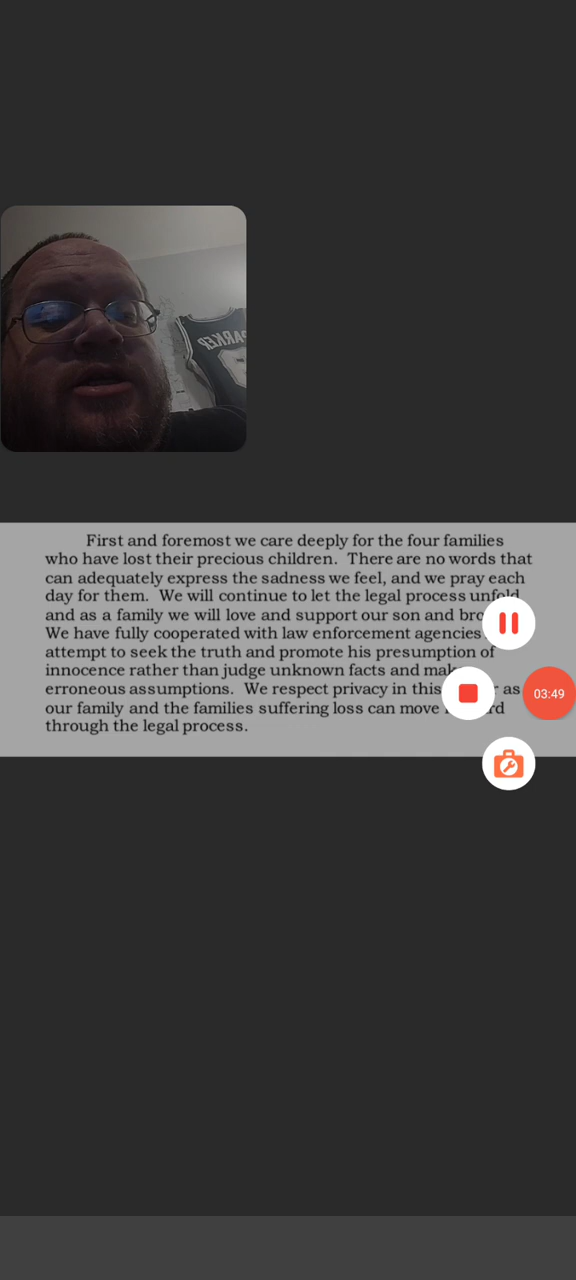 PARKER
First and foremost we care deeply for the four families
who have lost their precious children. There are no words that
can adequately express the sadness we feel, and we pray each
day for them. We will continue to let the legal process unfold
and as a family we will love and support our son and
We have fully cooperated with law enforcement agencies
attempt to seek the truth and promote his presumption of
innocence rather than judge unknown facts and
erroneous assumptions. We respect privacy in this as
our family and the families suffering loss can move
through the legal process.
03:49